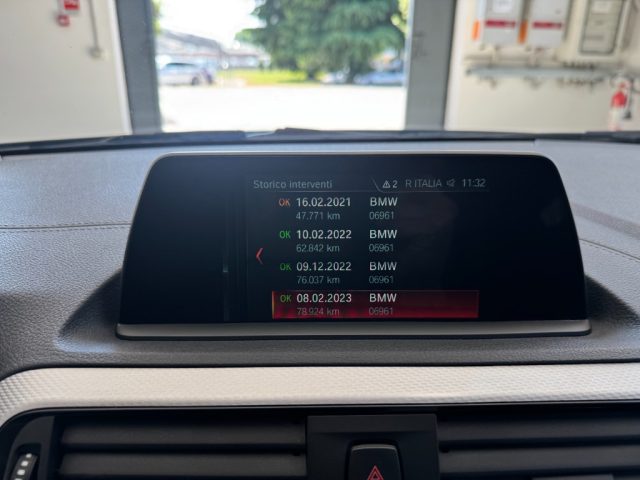 Storico interventi 2 R ITALIA 11:32
OK 16.02.2021 BMW
47.771 km 06961
OK 10.02.2022 BMW
62.842 km 06961
OK 09.12.2022 BMW
76.037 km 06961
OK 08.02.2023 BMW
78.924 km 06961